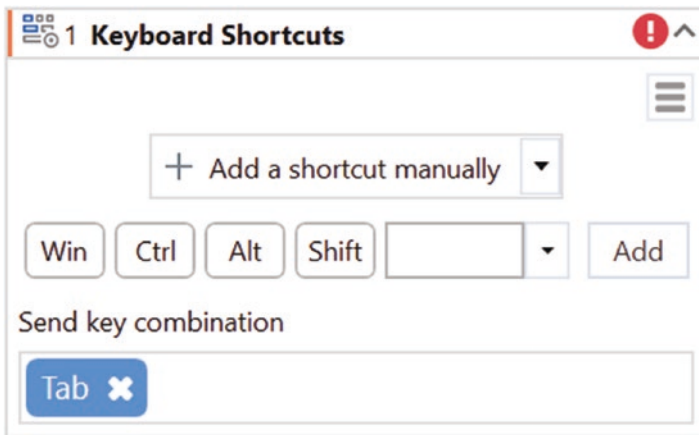 1 Keyboard Shortcuts
+ Add a shortcut manually
Win Ctrl Alt Shift Add
Send key combination
Tab